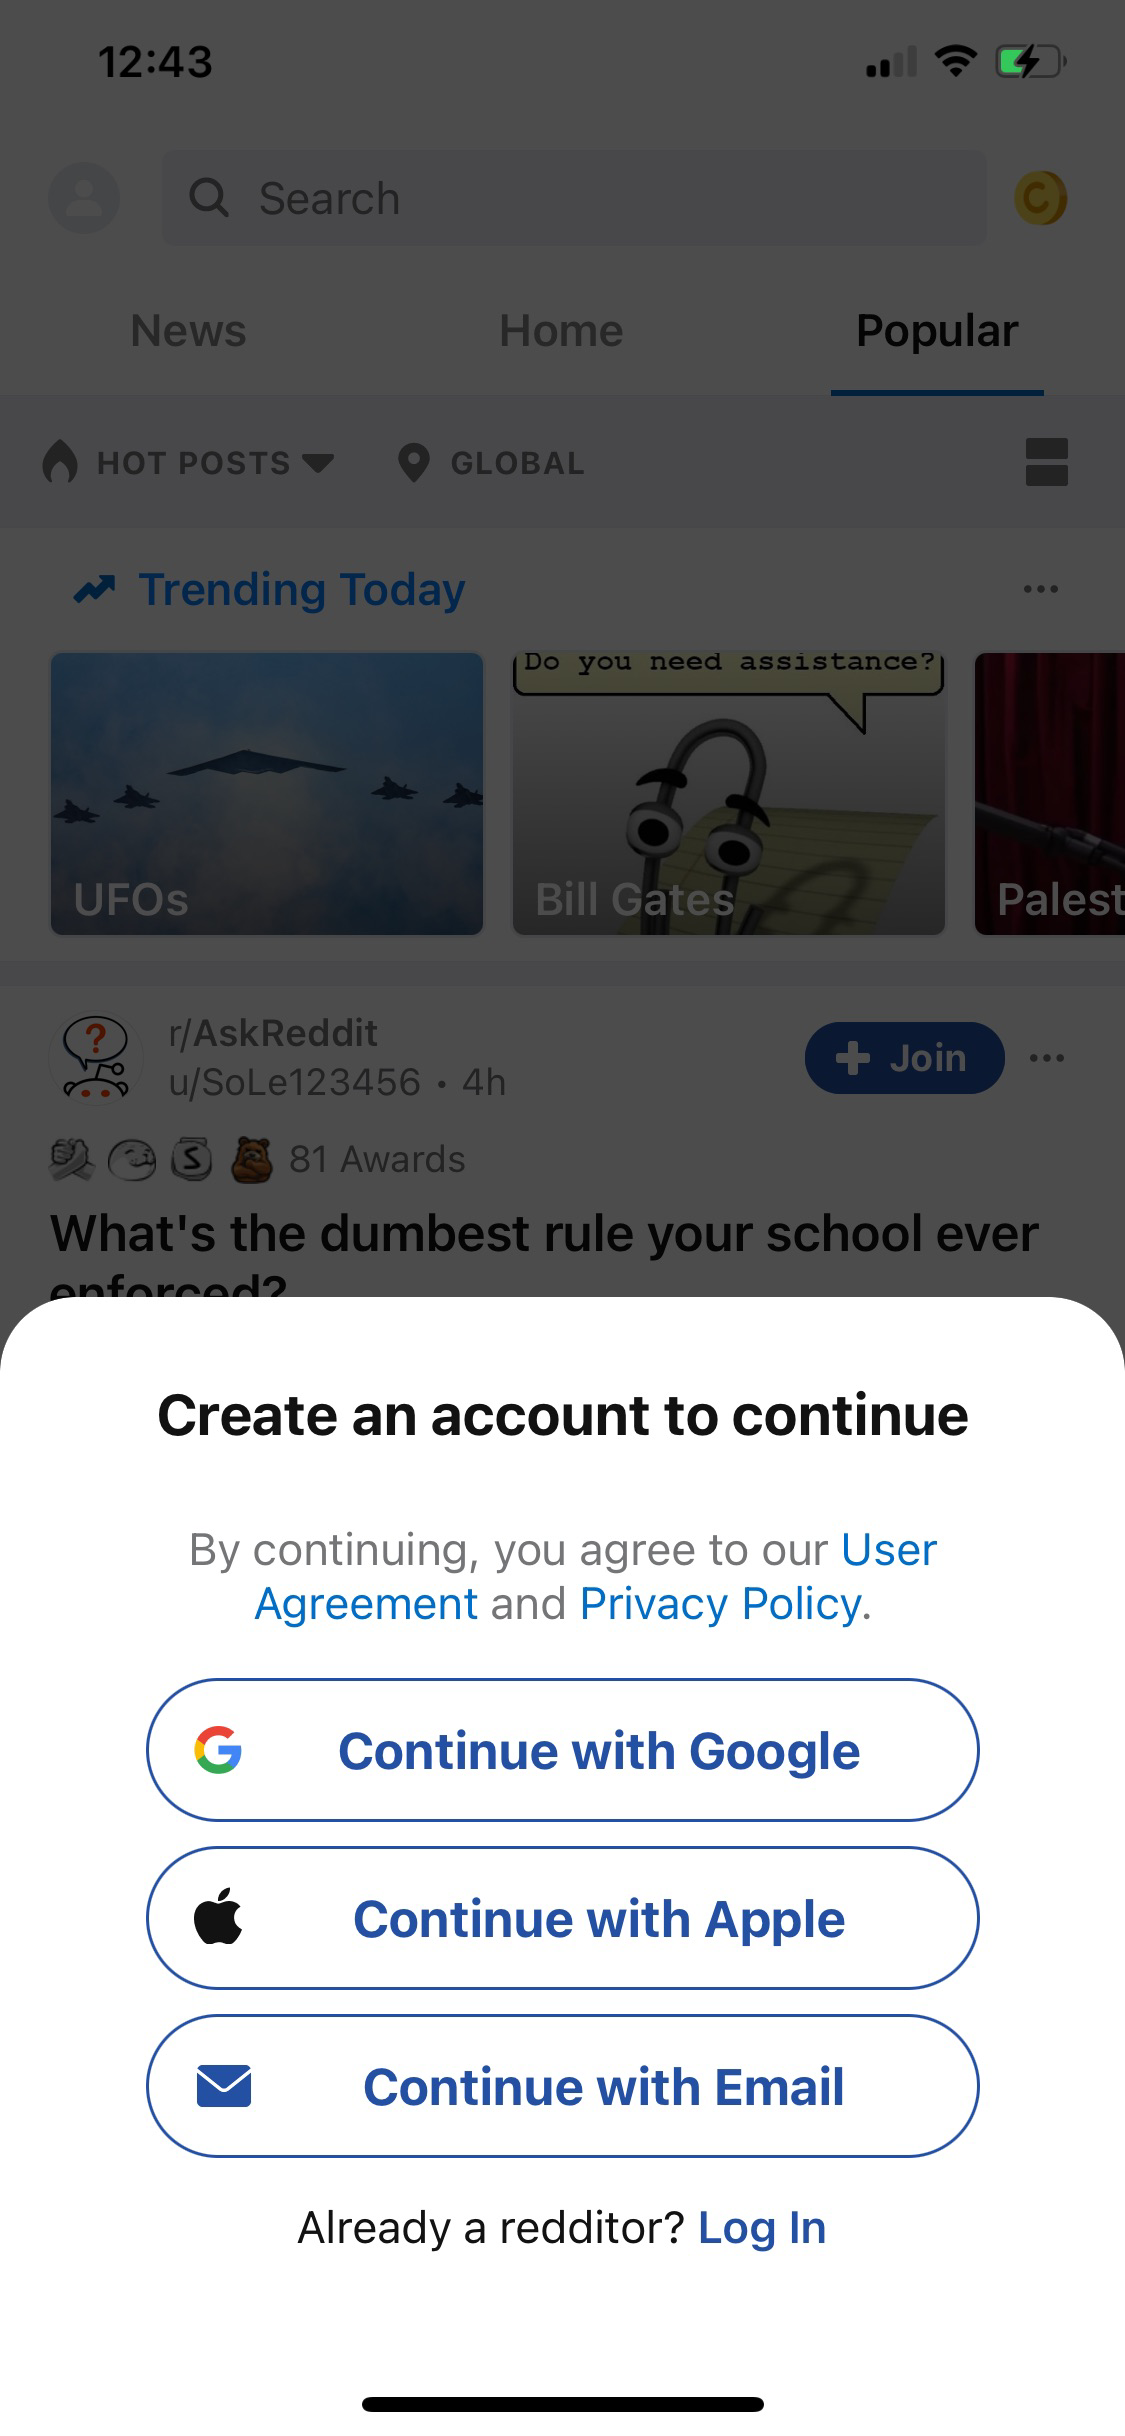 12:43
Search
News
Home
Popular
HOT POSTS
GLOBAL
Trending Today
Do you need assistance?
UFOs
Bill Gates
Palest
r/AskReddit
u/SoLe123456 • 4h
Join
81 Awards
What's the dumbest rule your school ever
enforced?
Create an account to continue
By continuing, you agree to our User
Agreement and Privacy Policy.
Continue with Google
Continue with Apple
Continue with Email
Already a redditor? Log In